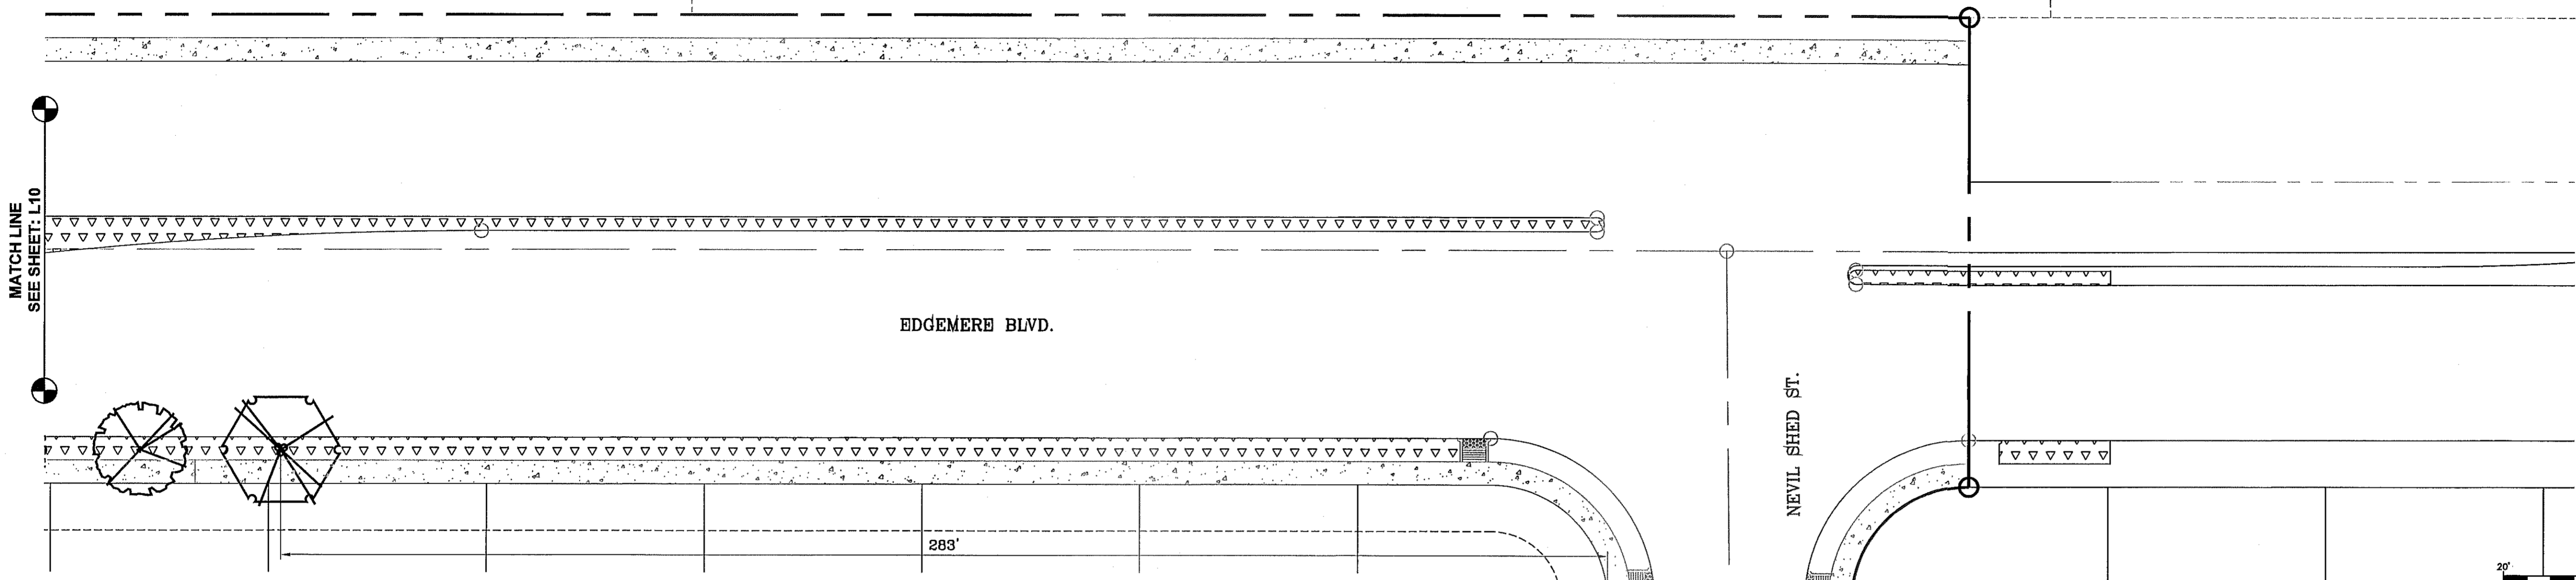 MATCH LINE
SEE SHEET: L10
EDGEMERE BLVD.
NEVIL SHED ST.
283'
20'